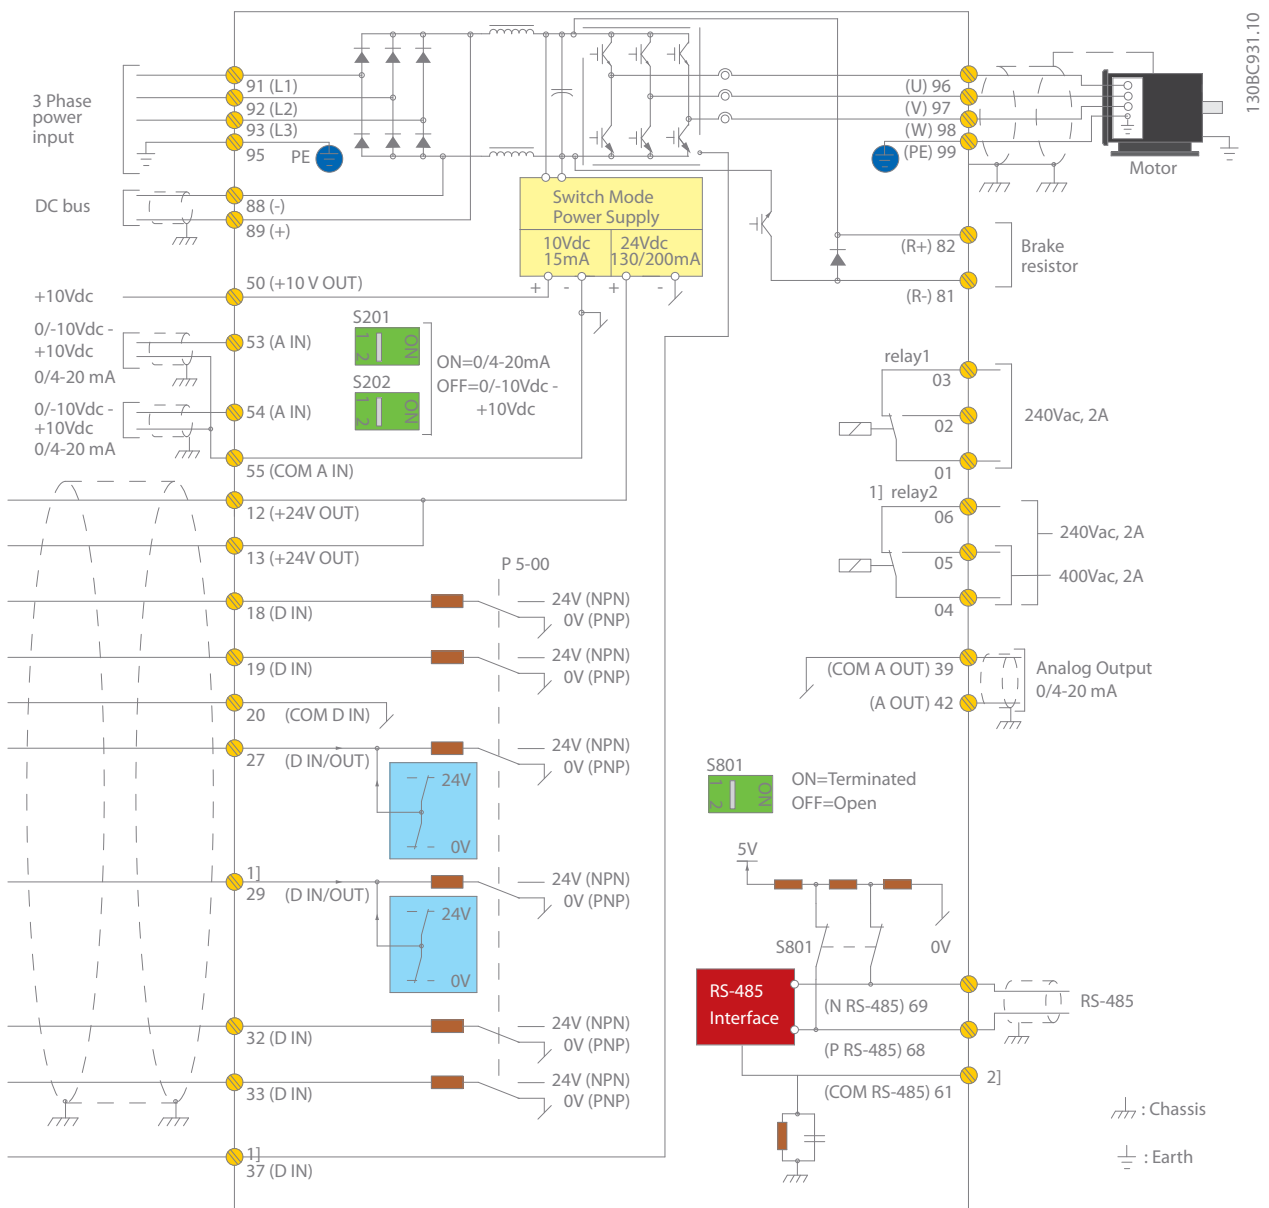 130BC931.10
3 Phase
power
input
91 (L1)
92 (L2)
93 (L3)
95
PE
DC bus
88 (-)
89 (+)
Switch Mode
Power Supply
10Vdc
15mA
24Vdc
130/200mA
+ - + -
(U) 96
(V) 97
(W) 98
(PE) 99
Motor
(R+) 82
(R-) 81
Brake
resistor
+10Vdc
50 (+10 V OUT)
0/-10Vdc -
+10Vdc
0/4-20 mA
53 (A IN)
0/-10Vdc -
+10Vdc
0/4-20 mA
54 (A IN)
55 (COM A IN)
S201
1 2 ON
S202
1 2 ON
ON=0/4-20mA
OFF=0/-10Vdc -
+10Vdc
relay1
03
02
01
240Vac, 2A
1] relay2
06
05
04
240Vac, 2A
400Vac, 2A
12 (+24V OUT)
13 (+24V OUT)
P 5-00
18 (D IN)
24V (NPN)
0V (PNP)
19 (D IN)
24V (NPN)
0V (PNP)
20 (COM D IN)
27 (D IN/OUT)
24V (NPN)
0V (PNP)
24V
0V
1]
29 (D IN/OUT)
24V (NPN)
0V (PNP)
24V
0V
32 (D IN)
24V (NPN)
0V (PNP)
33 (D IN)
24V (NPN)
0V (PNP)
1]
37 (D IN)
(COM A OUT) 39
(A OUT) 42
Analog Output
0/4-20 mA
S801
1 2 ON
ON=Terminated
OFF=Open
5V
S801
0V
RS-485
Interface
(N RS-485) 69
(P RS-485) 68
(COM RS-485) 61
RS-485
2]
: Chassis
: Earth